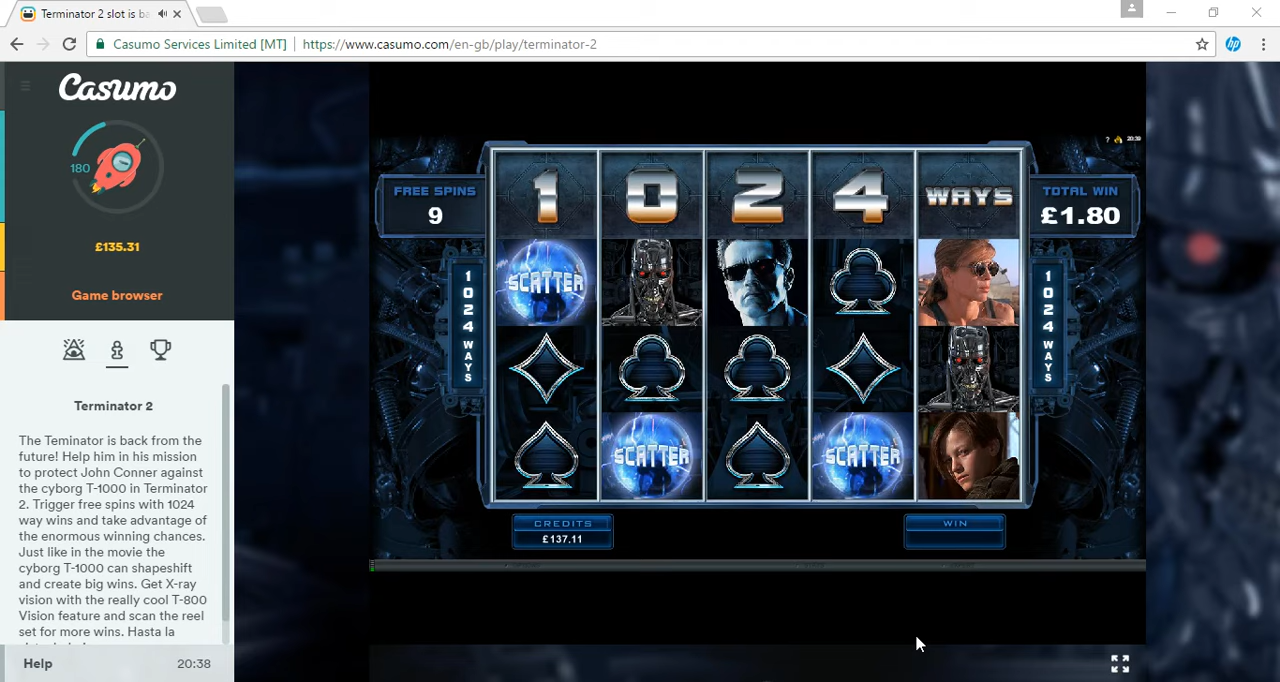 Terminator 2 slot is ba
Casumo Services Limited [MT] https://www.casumo.com/en-gb/play/terminator-2
hp
Casumo
180
£135.31
Game browser
Terminator 2
The Teminator is back from the
future! Help him in his mission
to protect John Conner against
the cyborg T-1000 in Terminator
2. Trigger free spins with 1024
way wins and take advantage of
the enormous winning chances.
Just like in the movie the
cyborg T-1000 can shapeshift
and create big wins. Get X-ray
vision with the really cool T-800
Vision feature and scan the reel
set for more wins. Hasta la
Help 20:38
? 20:38
FREE SPINS
9
1 0 2 4 WAYS
TOTAL WIN
£1.80
1
0
2
4
W
A
Y
S
SCATTER
SCATTER
SCATTER
1
0
2
4
W
A
Y
S
CREDITS
£137.11
WIN